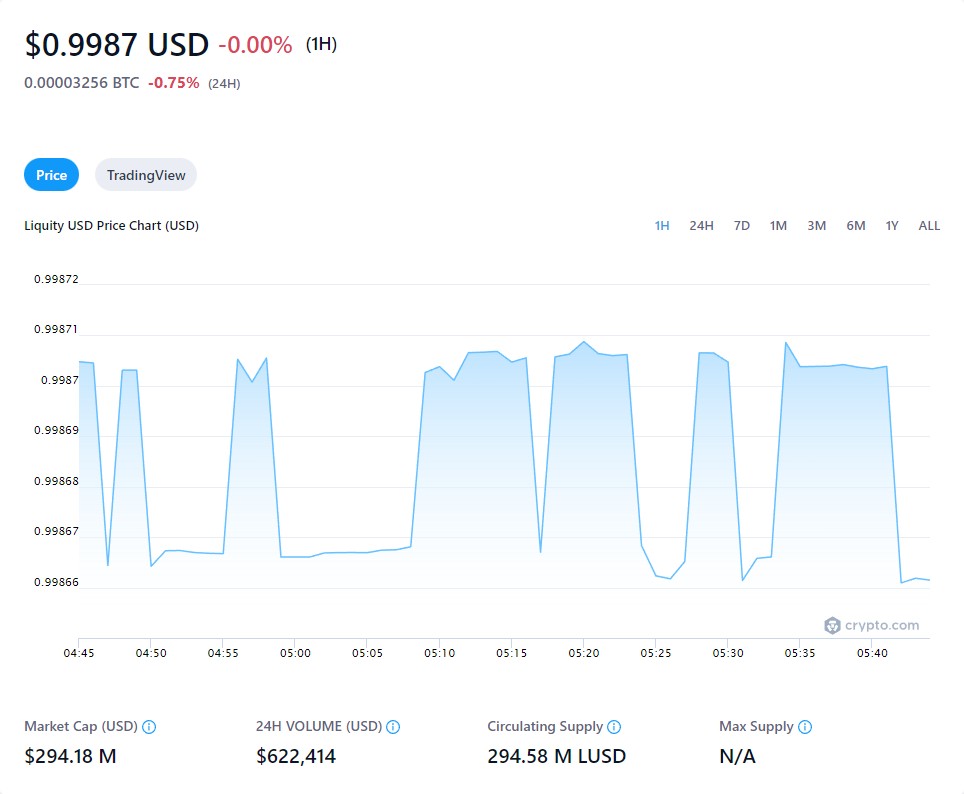 $0.9987 USD -0.00% (1H)
0.00003256 BTC -0.75% (24H)
Price TradingView
Liquity USD Price Chart (USD) 1H 24H 7D 1M 3M 6M 1Y ALL
0.99872
0.99871
0.9987
0.99869
0.99868
0.99867
0.99866
crypto.com
04:45 04:50 04:55 05:00 05:05 05:10 05:15 05:20 05:25 05:30 05:35 05:40
Market Cap (USD) 24H VOLUME (USD) Circulating Supply Max Supply
$294.18 M $622,414 294.58 M LUSD N/A